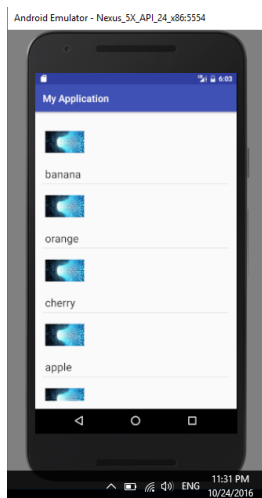 Android Emulator - Nexus_5X_API_24_x86:5554
6:03
My Application
banana
orange
cherry
apple
ENG
11:31 PM
10/24/2016